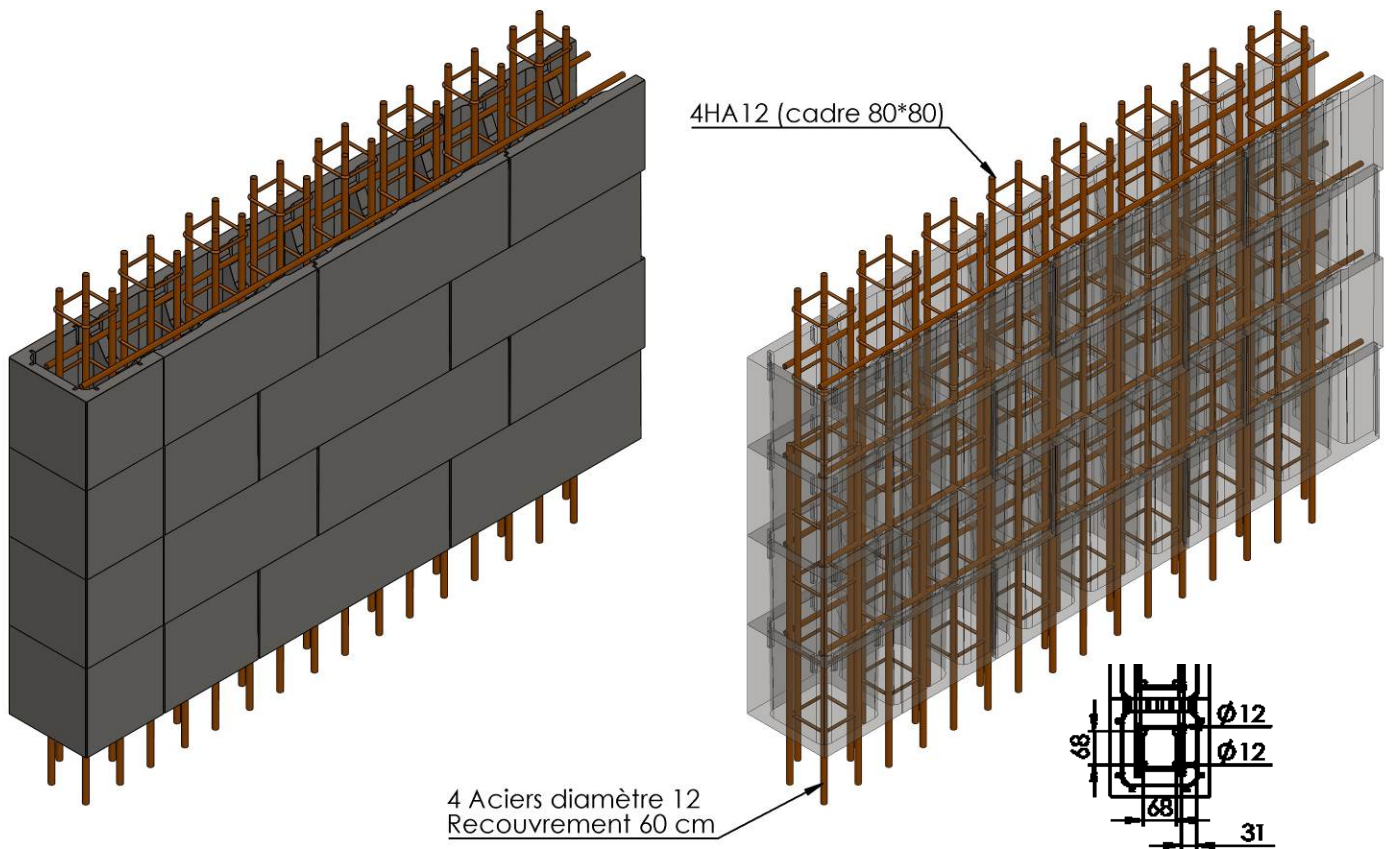 4HA12 (cadre 80*80)
Ø12
68
Ø12
68
31
4 Aciers diamètre 12
Recouvrement 60 cm